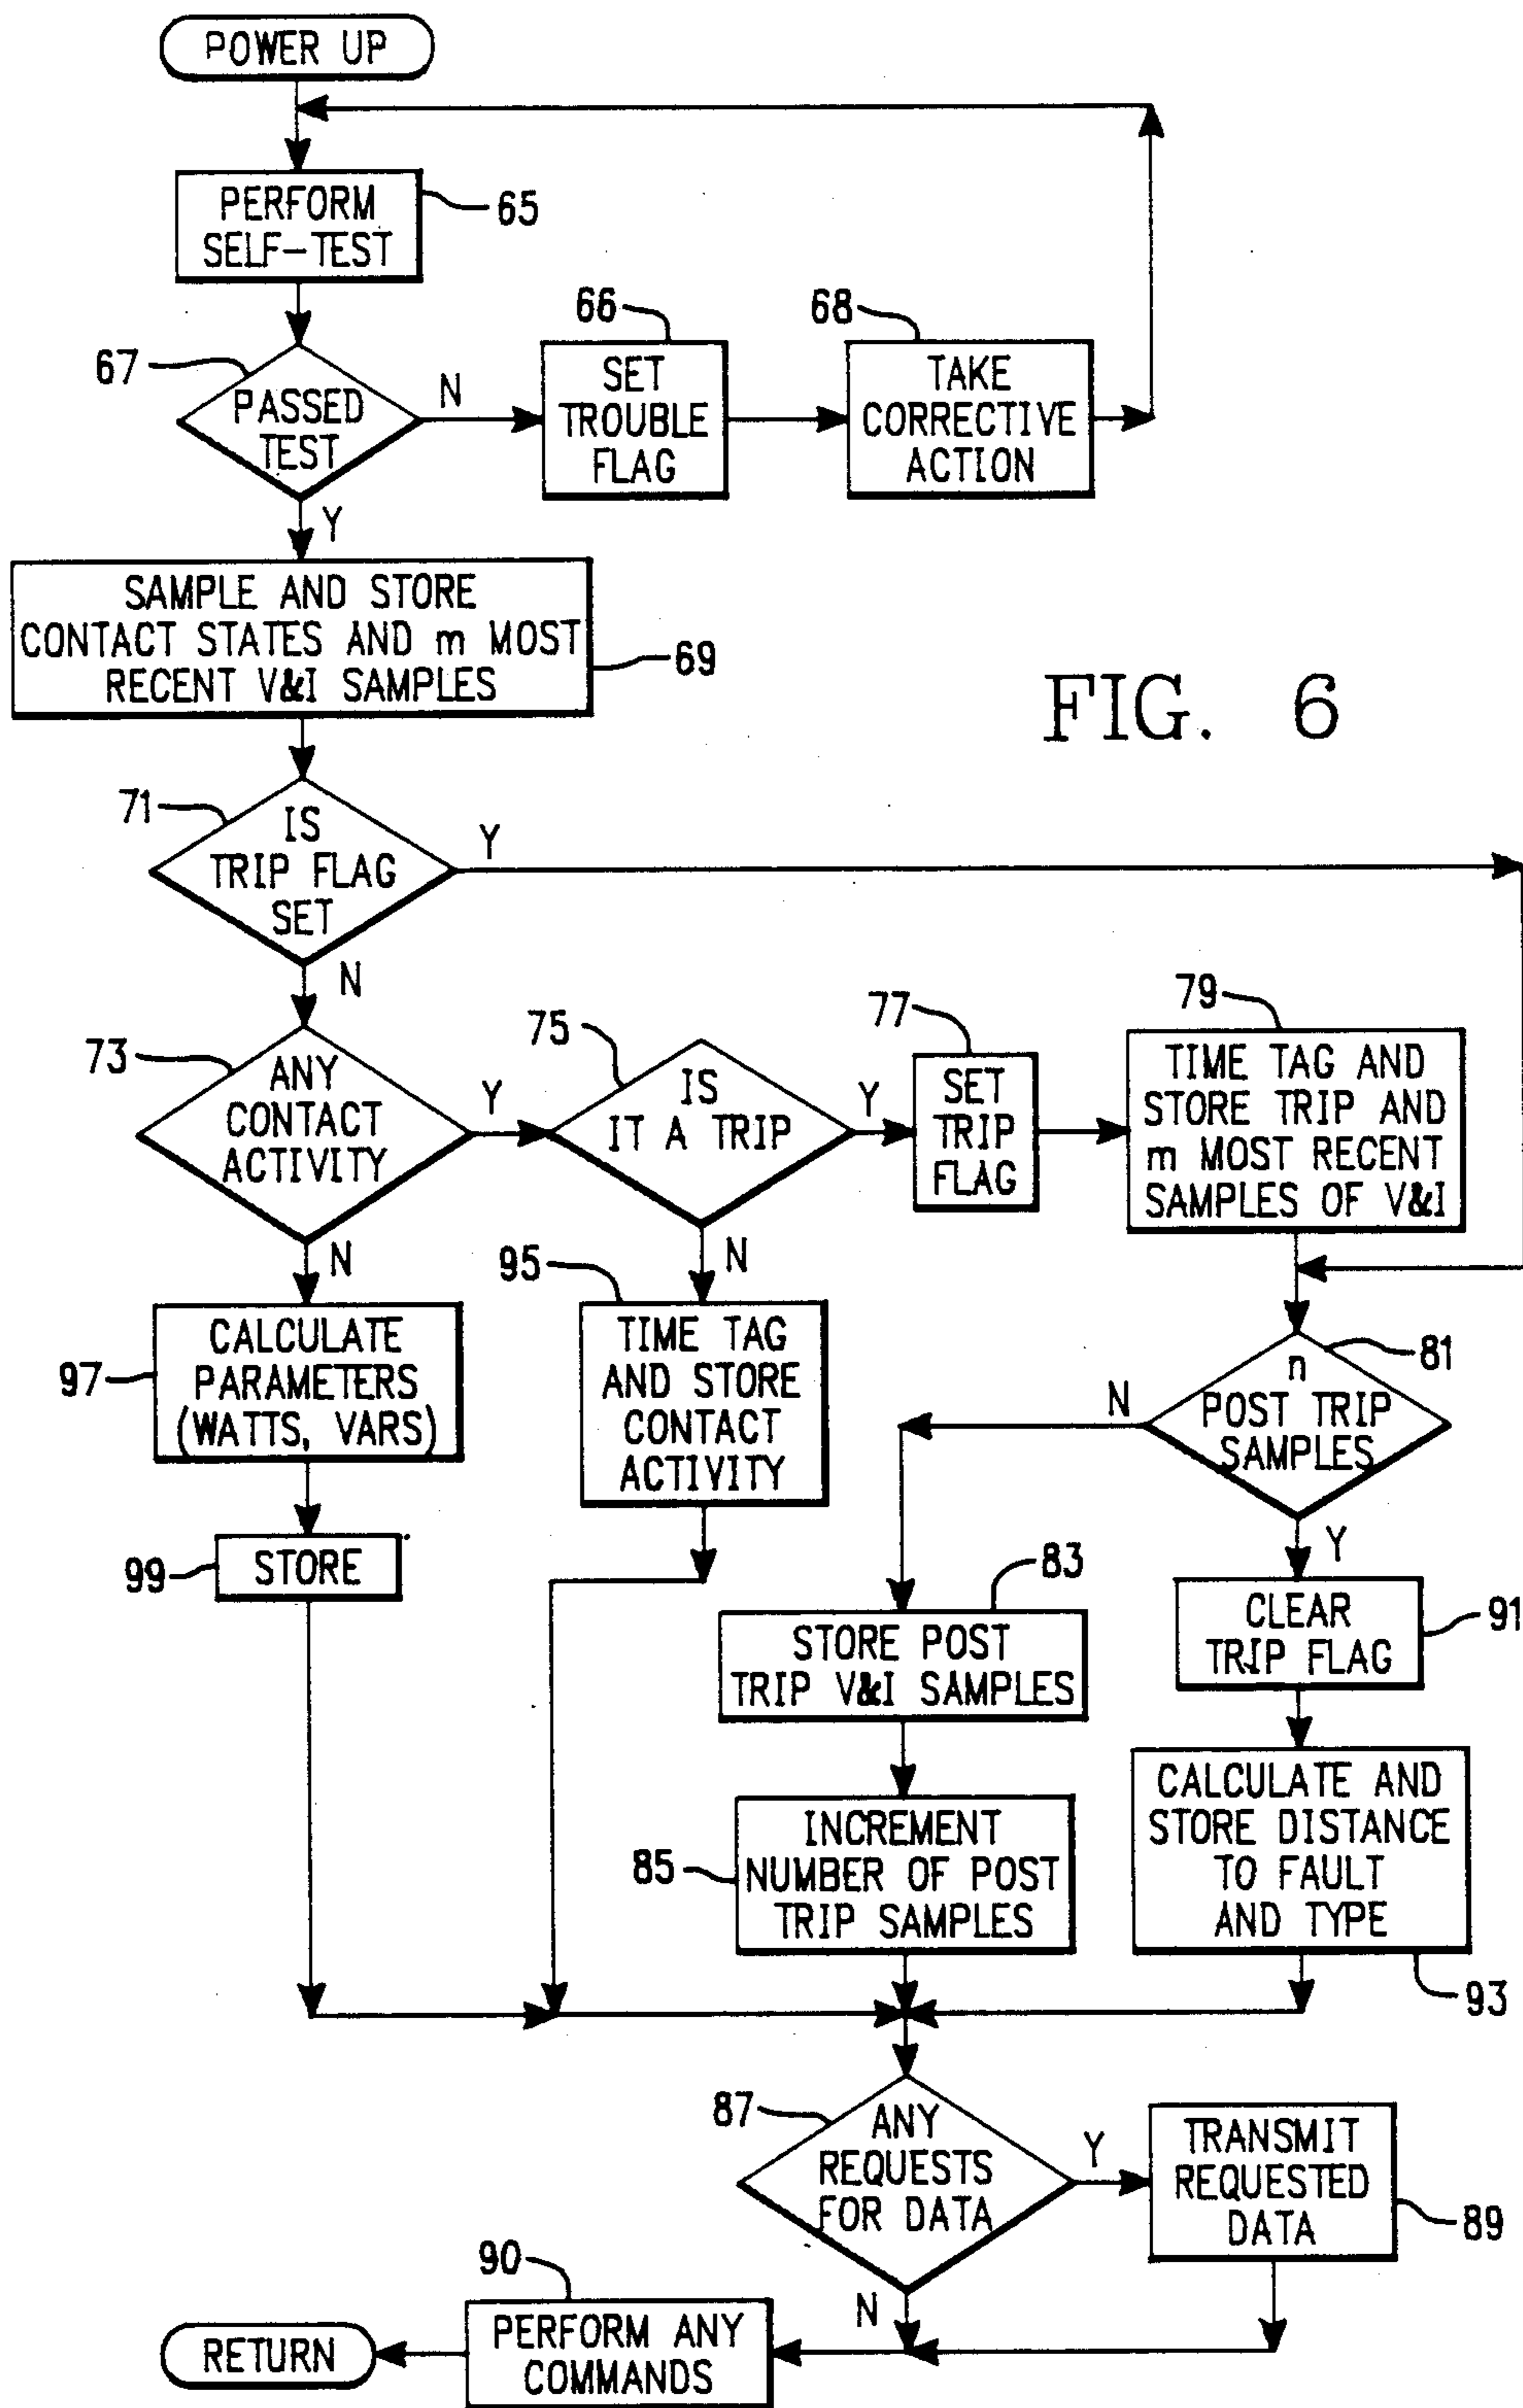 POWER UP
PERFORM
SELF-TEST
65
67
PASSED
TEST
N
Y
66
SET
TROUBLE
FLAG
68
TAKE
CORRECTIVE
ACTION
SAMPLE AND STORE
CONTACT STATES AND m MOST
RECENT V&I SAMPLES
69
FIG. 6
71
IS
TRIP FLAG
SET
Y
N
73
ANY
CONTACT
ACTIVITY
Y
N
75
IS
IT A TRIP
Y
N
77
SET
TRIP
FLAG
79
TIME TAG AND
STORE TRIP AND
m MOST RECENT
SAMPLES OF V&I
97
CALCULATE
PARAMETERS
(WATTS, VARS)
95
TIME TAG
AND STORE
CONTACT
ACTIVITY
81
n
POST TRIP
SAMPLES
N
Y
99
STORE
83
STORE POST
TRIP V&I SAMPLES
CLEAR
TRIP FLAG
91
85
INCREMENT
NUMBER OF POST
TRIP SAMPLES
CALCULATE AND
STORE DISTANCE
TO FAULT
AND TYPE
93
87
ANY
REQUESTS
FOR DATA
Y
N
TRANSMIT
REQUESTED
DATA
89
90
PERFORM ANY
COMMANDS
RETURN